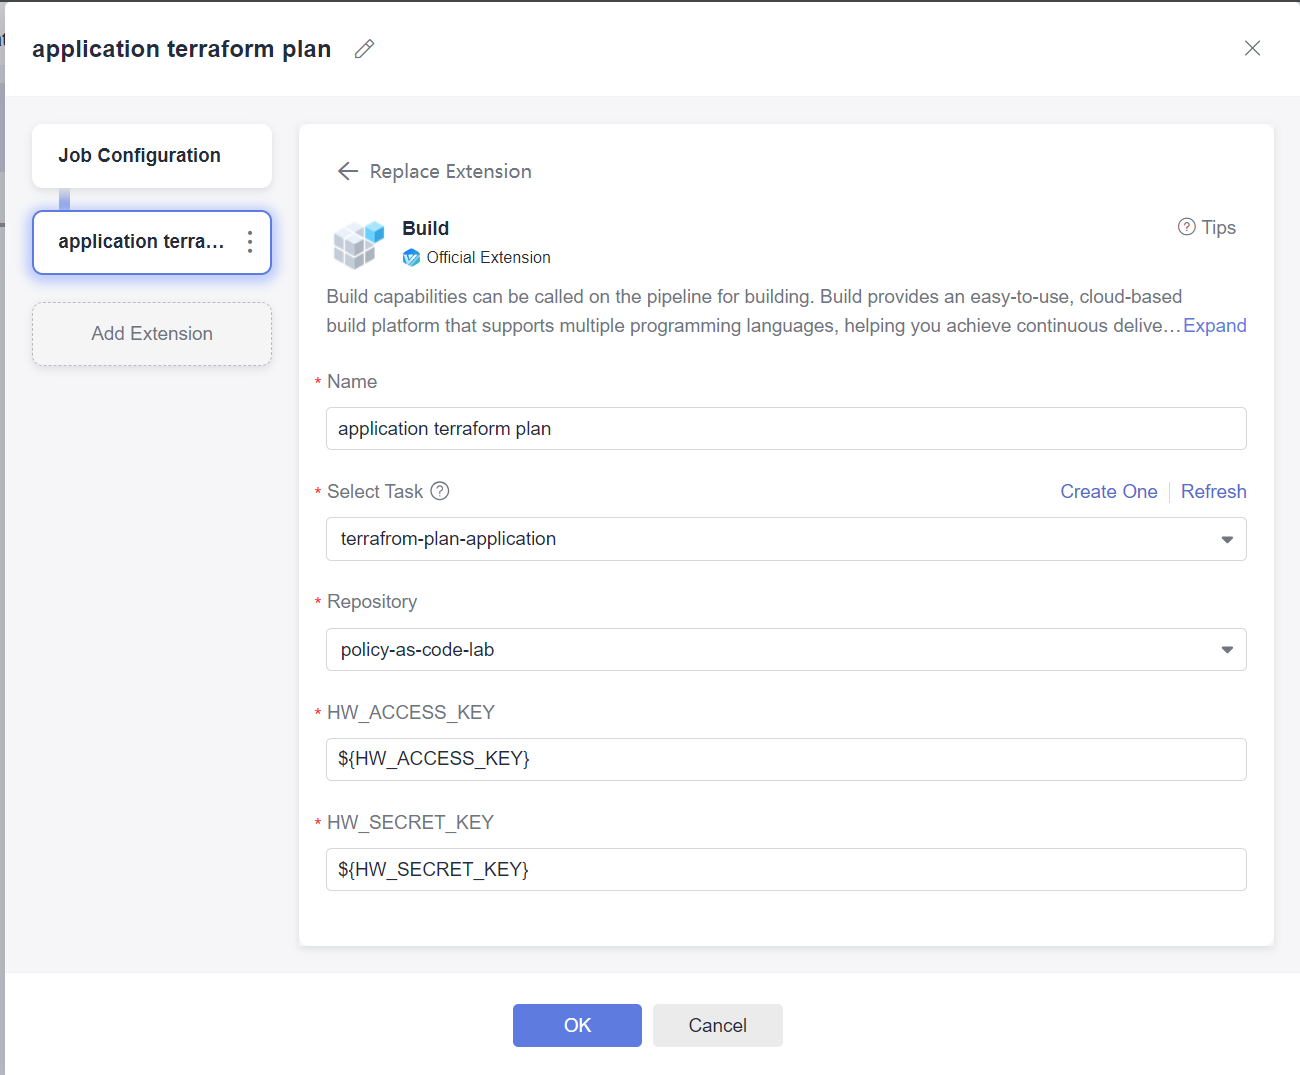 application terraform plan
Job Configuration
application terra...
Add Extension
Replace Extension
Build
Official Extension
Tips
Build capabilities can be called on the pipeline for building. Build provides an easy-to-use, cloud-based
build platform that supports multiple programming languages, helping you achieve continuous delive... Expand
* Name
application terraform plan
* Select Task
Create One
Refresh
terrafrom-plan-application
* Repository
policy-as-code-lab
* HW_ACCESS_KEY
${HW_ACCESS_KEY}
* HW_SECRET_KEY
${HW_SECRET_KEY}
OK
Cancel